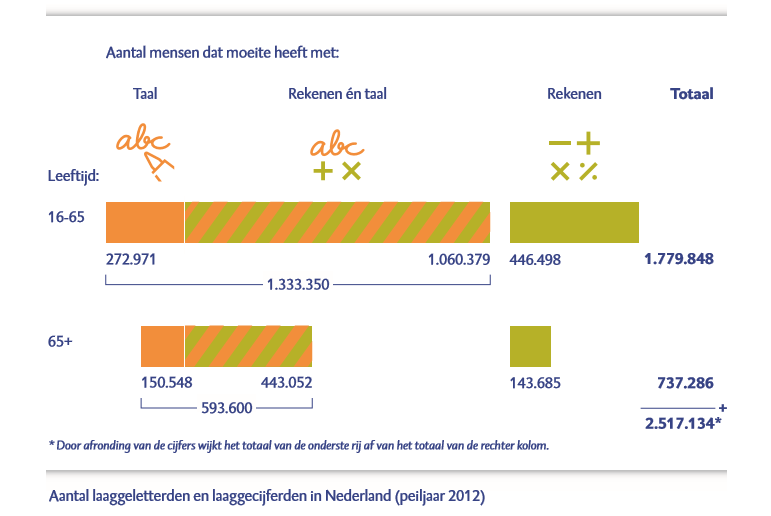 Aantal mensen dat moeite heeft met:
Taal Rekenen én taal Rekenen Totaal
abc abc − +
A + × × ٪
Leeftijd:
16-65
272.971 1.060.379 446.498 1.779.848
1.333.350
65+
150.548 443.052 143.685 737.286
593.600 +
2.517.134*
* Door afronding van de cijfers wijkt het totaal van de onderste rij af van het totaal van de rechter kolom.
Aantal laaggeletterden en laaggecijferden in Nederland (peiljaar 2012)